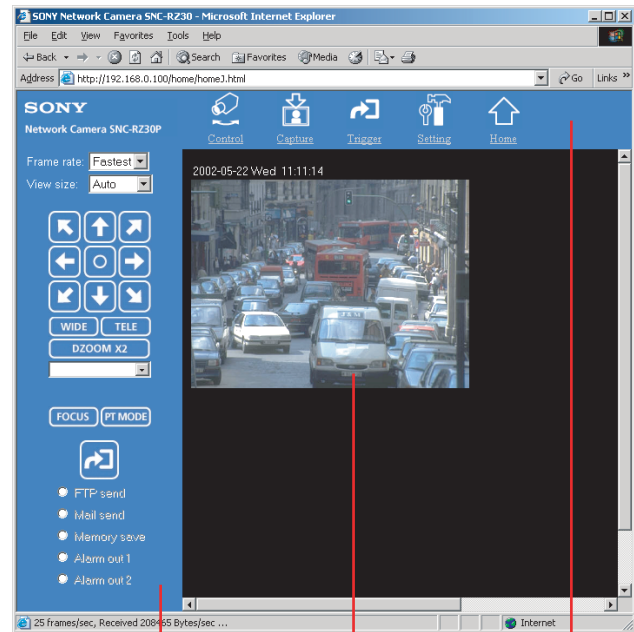 SONY Network Camera SNC-RZ30 - Microsoft Internet Explorer
File Edit View Favorites Tools Help
Back Search Favorites Media
Address http://192.168.0.100/home/homeJ.html Go Links »
SONY
Network Camera SNC-RZ30P
Control Capture Trigger Setting Home
Frame rate: Fastest
View size: Auto
2002-05-22 Wed 11:11:14
WIDE TELE
DZOOM X2
FOCUS PT MODE
FTP send
Mail send
Memory save
Alarm out 1
Alarm out 2
25 frames/sec, Received 208465 Bytes/sec ... Internet